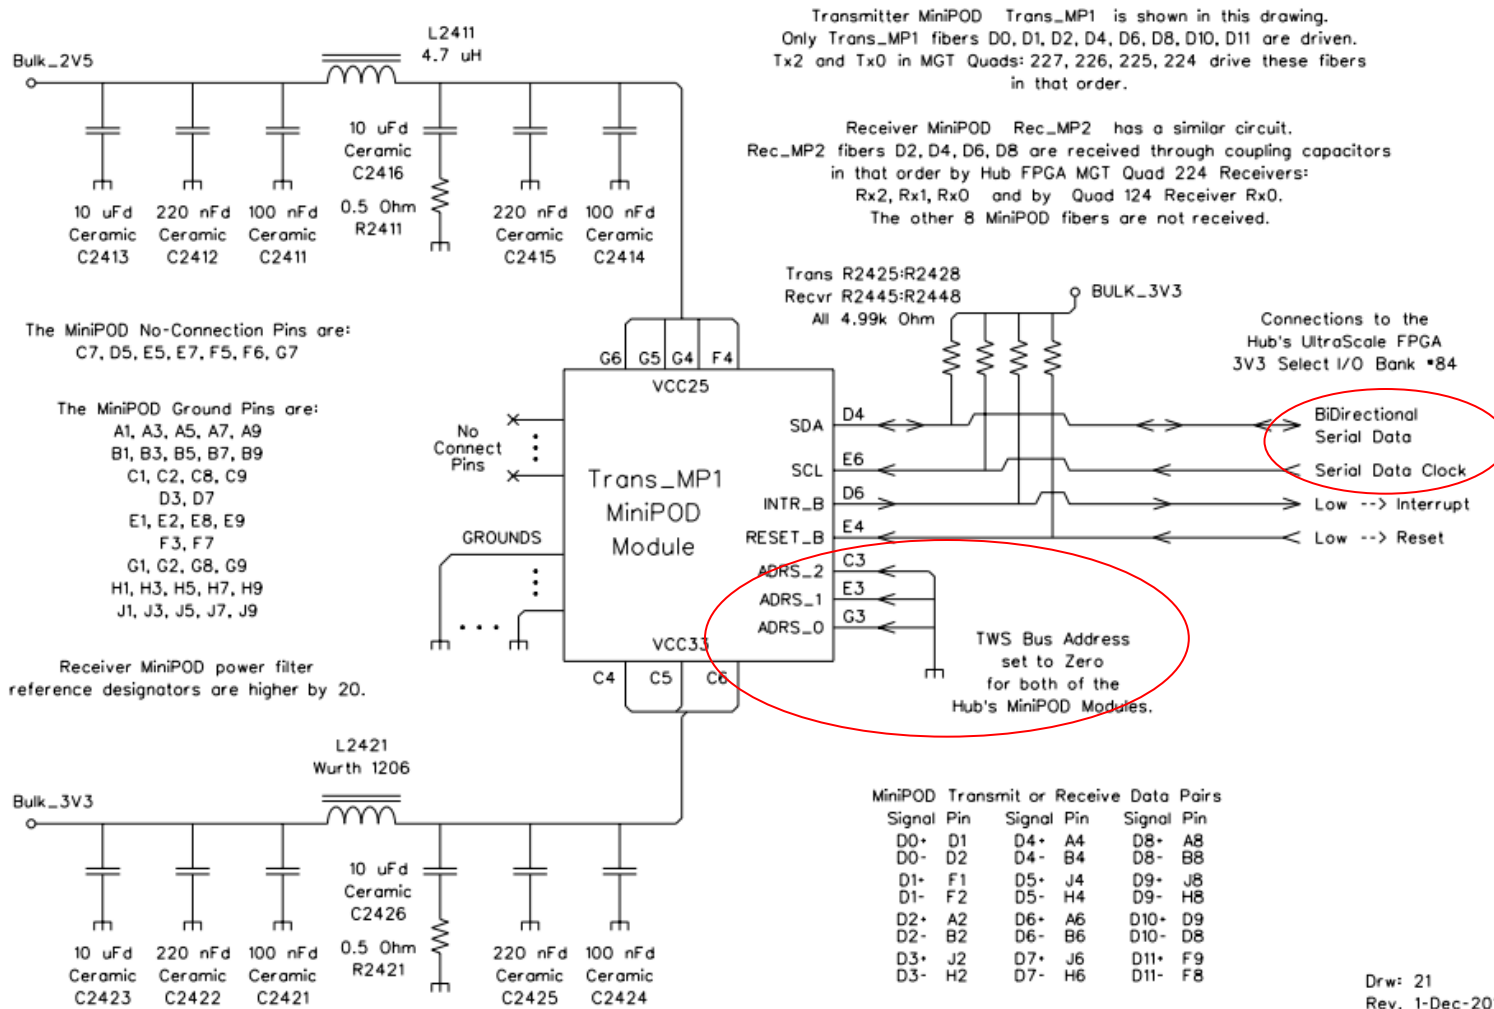 Transmitter MiniPOD Trans_MP1 is shown in this drawing.
Only Trans_MP1 fibers D0, D1, D2, D4, D6, D8, D10, D11 are driven.
Tx2 and Tx0 in MGT Quads: 227, 226, 225, 224 drive these fibers
in that order.
Receiver MiniPOD Rec_MP2 has a similar circuit.
Rec_MP2 fibers D2, D4, D6, D8 are received through coupling capacitors
in that order by Hub FPGA MGT Quad 224 Receivers:
Rx2, Rx1, Rx0 and by Quad 124 Receiver Rx0.
The other 8 MiniPOD fibers are not received.
L2411
4.7 uH
Bulk_2V5
10 uFd
Ceramic
C2416
0.5 Ohm
R2411
10 uFd
Ceramic
C2413
220 nFd
Ceramic
C2412
100 nFd
Ceramic
C2411
220 nFd
Ceramic
C2415
100 nFd
Ceramic
C2414
Trans R2425:R2428
Recvr R2445:R2448
All 4.99k Ohm
BULK_3V3
Connections to the
Hub's UltraScale FPGA
3V3 Select I/O Bank *84
The MiniPOD No-Connection Pins are:
C7, D5, E5, E7, F5, F6, G7
The MiniPOD Ground Pins are:
A1, A3, A5, A7, A9
B1, B3, B5, B7, B9
C1, C2, C8, C9
D3, D7
E1, E2, E8, E9
F3, F7
G1, G2, G8, G9
H1, H3, H5, H7, H9
J1, J3, J5, J7, J9
Receiver MiniPOD power filter
reference designators are higher by 20.
G6 G5 G4 F4
VCC25
No
Connect
Pins
GROUNDS
Trans_MP1
MiniPOD
Module
SDA D4
SCL E6
INTR_B D6
RESET_B E4
ADRS_2 C3
ADRS_1 E3
ADRS_0 G3
VCC33
C4 C5 C6
BiDirectional
Serial Data
Serial Data Clock
Low --> Interrupt
Low --> Reset
TWS Bus Address
set to Zero
for both of the
Hub's MiniPOD Modules.
L2421
Wurth 1206
Bulk_3V3
10 uFd
Ceramic
C2426
0.5 Ohm
R2421
10 uFd
Ceramic
C2423
220 nFd
Ceramic
C2422
100 nFd
Ceramic
C2421
220 nFd
Ceramic
C2425
100 nFd
Ceramic
C2424
MiniPOD Transmit or Receive Data Pairs
Signal Pin Signal Pin Signal Pin
D0+ D1 D4+ A4 D8+ A8
D0- D2 D4- B4 D8- B8
D1+ F1 D5+ J4 D9+ J8
D1- F2 D5- H4 D9- H8
D2+ A2 D6+ A6 D10+ D9
D2- B2 D6- B6 D10- D8
D3+ J2 D7+ J6 D11+ F9
D3- H2 D7- H6 D11- F8
Drw: 21
Rev. 1-Dec-20